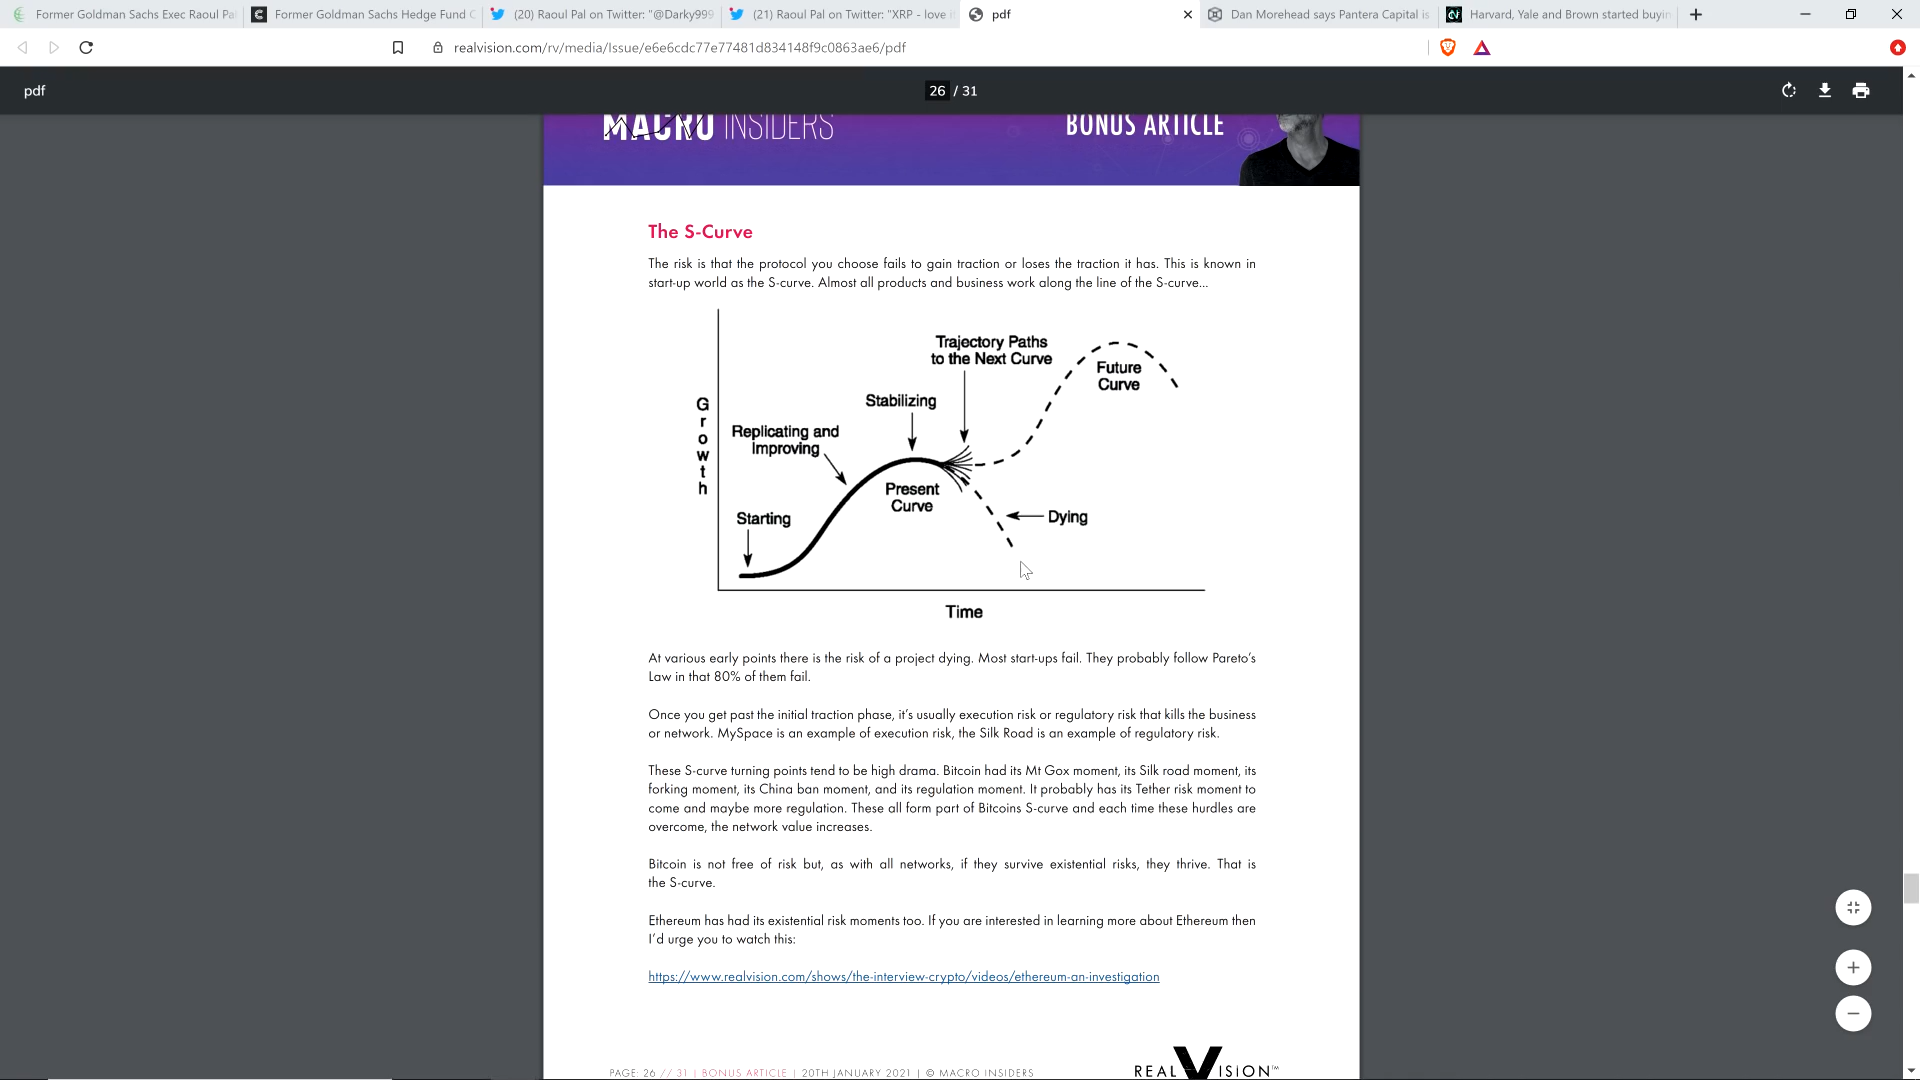 Former Goldman Sachs Exec Raoul Pa
Former Goldman Sachs Hedge Fund C
(20) Raoul Pal on Twitter: "@Darky999
(21) Raoul Pal on Twitter: "XRP - love i
pdf
Dan Morehead says Pantera Capital is
Harvard, Yale and Brown started buyin
realvision.com/rv/media/Issue/e6e6cdc77e77481d834148f9c0863ae6/pdf
pdf
26 / 31
MACRO INSIDERS
BONUS ARTICLE
The S-Curve
The risk is that the protocol you choose fails to gain traction or loses the traction it has. This is known in
start-up world as the S-curve. Almost all products and business work along the line of the S-curve...
Trajectory Paths
to the Next Curve
Future
Curve
Stabilizing
Growth
Replicating and
Improving
Present
Curve
Starting
Dying
Time
At various early points there is the risk of a project dying. Most start-ups fail. They probably follow Pareto's
Law in that 80% of them fail.
Once you get past the initial traction phase, it's usually execution risk or regulatory risk that kills the business
or network. MySpace is an example of execution risk, the Silk Road is an example of regulatory risk.
These S-curve turning points tend to be high drama. Bitcoin had its Mt Gox moment, its Silk road moment, its
forking moment, its China ban moment, and its regulation moment. It probably has its Tether risk moment to
come and maybe more regulation. These all form part of Bitcoins S-curve and each time these hurdles are
overcome, the network value increases.
Bitcoin is not free of risk but, as with all networks, if they survive existential risks, they thrive. That is
the S-curve.
Ethereum has had its existential risk moments too. If you are interested in learning more about Ethereum then
I'd urge you to watch this:
https://www.realvision.com/shows/the-interview-crypto/videos/ethereum-an-investigation
PAGE: 26 // 31 | BONUS ARTICLE | 20TH JANUARY 2021 | © MACRO INSIDERS
REAL VISION™